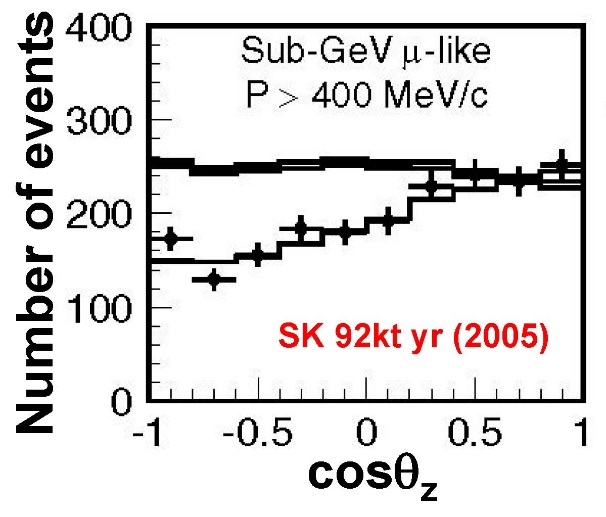 Number of events
400
300
200
100
0
Sub-GeV μ-like
P > 400 MeV/c
SK 92kt yr (2005)
-1
-0.5
0
0.5
1
cosθz